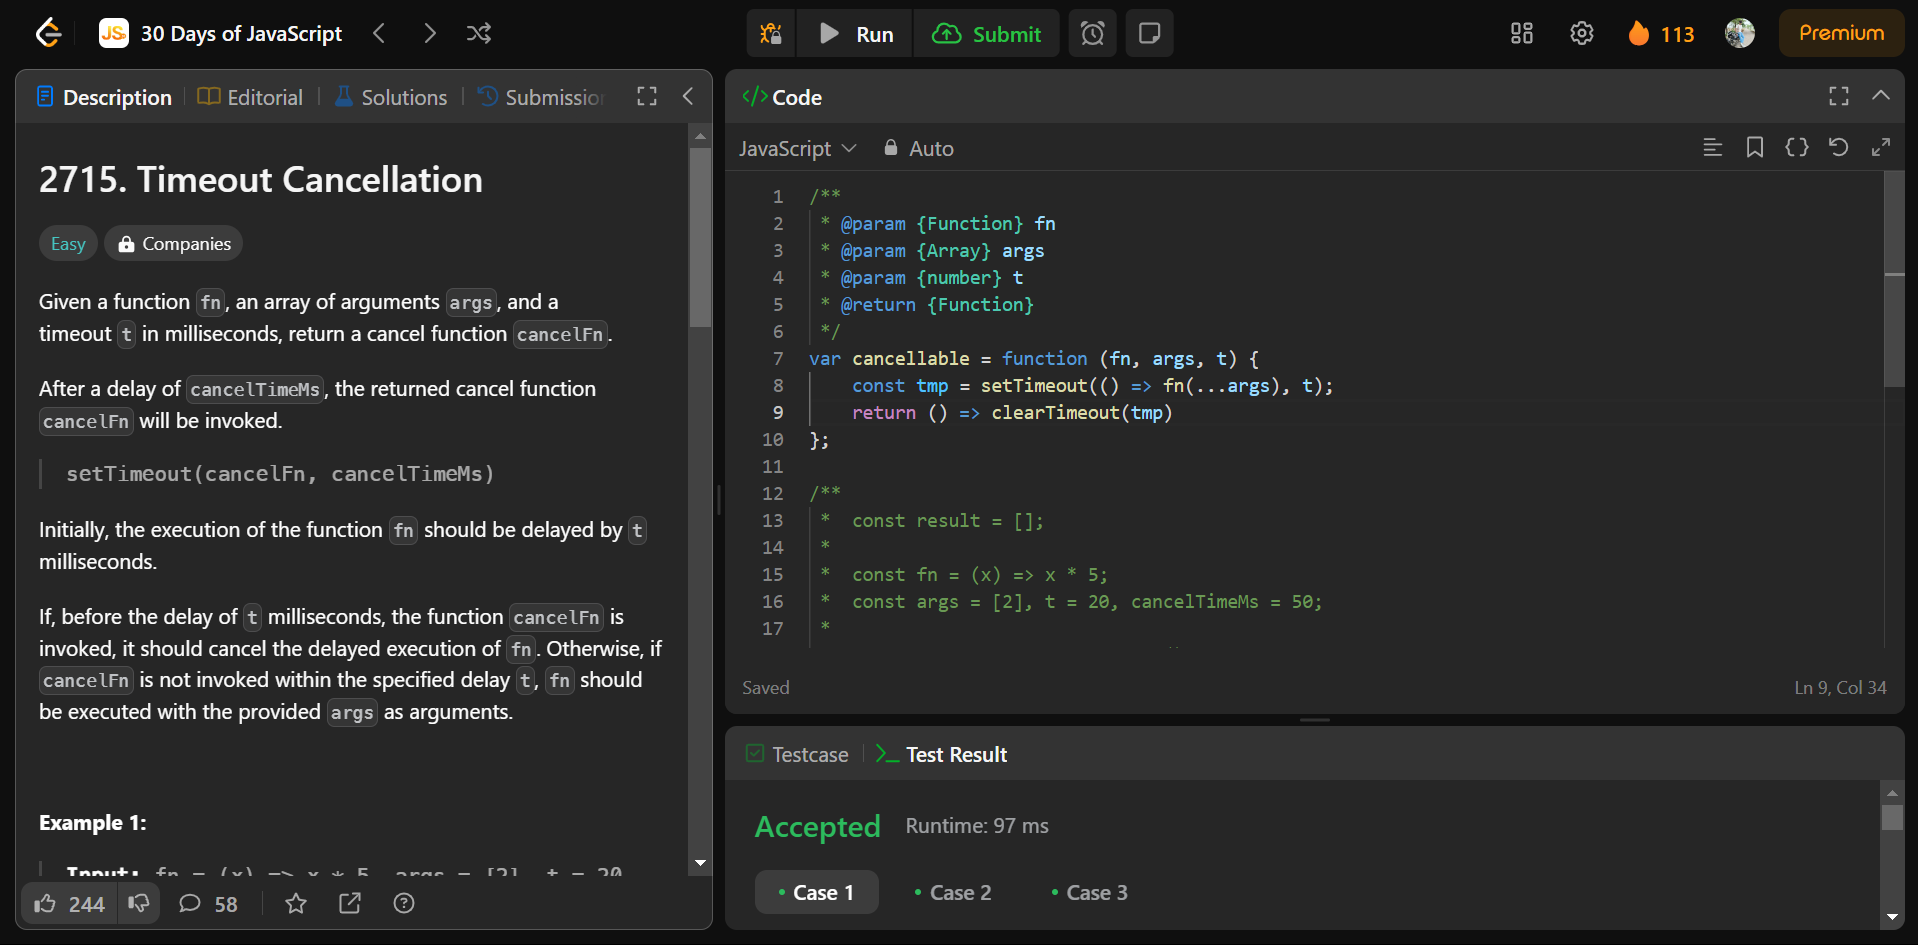 JS 30 Days of JavaScript
Run
Submit
113
Premium
Description
Editorial
Solutions
2715. Timeout Cancellation
Easy
Companies
Given a function fn, an array of arguments args, and a
timeout t in milliseconds, return a cancel function cancelFn.
After a delay of cancelTimeMs, the returned cancel function
cancelFn will be invoked.
setTimeout(cancelFn, cancelTimeMs)
Initially, the execution of the function fn should be delayed by t
milliseconds.
If, before the delay of t milliseconds, the function cancelFn is
invoked, it should cancel the delayed execution of fn. Otherwise, if
cancelFn is not invoked within the specified delay t, fn should
be executed with the provided args as arguments.
Example 1:
Input: fn = (x) => x * 5, args = [2], t = 20
244
58
</> Code
JavaScript
Auto
1 /**
2 * @param {Function} fn
3 * @param {Array} args
4 * @param {number} t
5 * @return {Function}
6 */
7 var cancellable = function (fn, args, t) {
8 const tmp = setTimeout(() => fn(...args), t);
9 return () => clearTimeout(tmp)
10 };
11
12 /**
13 * const result = [];
14 *
15 * const fn = (x) => x * 5;
16 * const args = [2], t = 20, cancelTimeMs = 50;
17 *
Saved
Ln 9, Col 34
Testcase
Test Result
Accepted
Runtime: 97 ms
Case 1
Case 2
Case 3